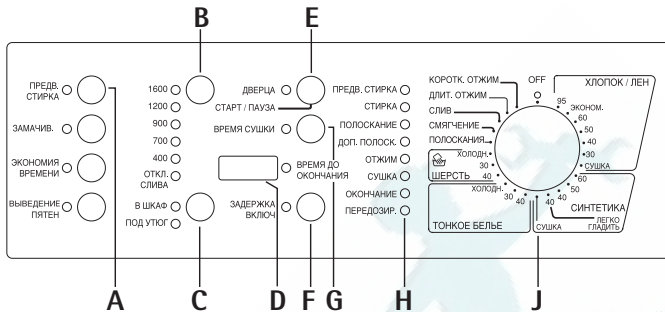 B
E
ПРЕДВ.
СТИРКА
ЗАМАЧИВ.
ЭКОНОМИЯ
ВРЕМЕНИ
ВЫВЕДЕНИЕ
ПЯТЕН
1600
1200
900
700
400
ОТКЛ.
СЛИВА
В ШКАФ
ПОД УТЮГ
ДВЕРЦА
СТАРТ / ПАУЗА
ВРЕМЯ СУШКИ
ВРЕМЯ ДО
ОКОНЧАНИЯ
ЗАДЕРЖКА
ВКЛЮЧ
ПРЕДВ. СТИРКА
СТИРКА
ПОЛОСКАНИЕ
ДОП. ПОЛОСК.
ОТЖИМ
СУШКА
ОКОНЧАНИЕ
ПЕРЕДОЗИР.
КОРОТК. ОТЖИМ
ДЛИТ. ОТЖИМ
СЛИВ
СМЯГЧЕНИЕ
ПОЛОСКАНИЯ
ХОЛОДН.
30
40
ШЕРСТЬ
ХОЛОДН.
30
40
ТОНКОЕ БЕЛЬЕ
OFF
ХЛОПОК / ЛЕН
95
ЭКОНОМ.
60
50
40
30
СУШКА
60
50
40
40
СИНТЕТИКА
ЛЕГКО
ГЛАДИТЬ
СУШКА
A
C
D
F
G
H
J